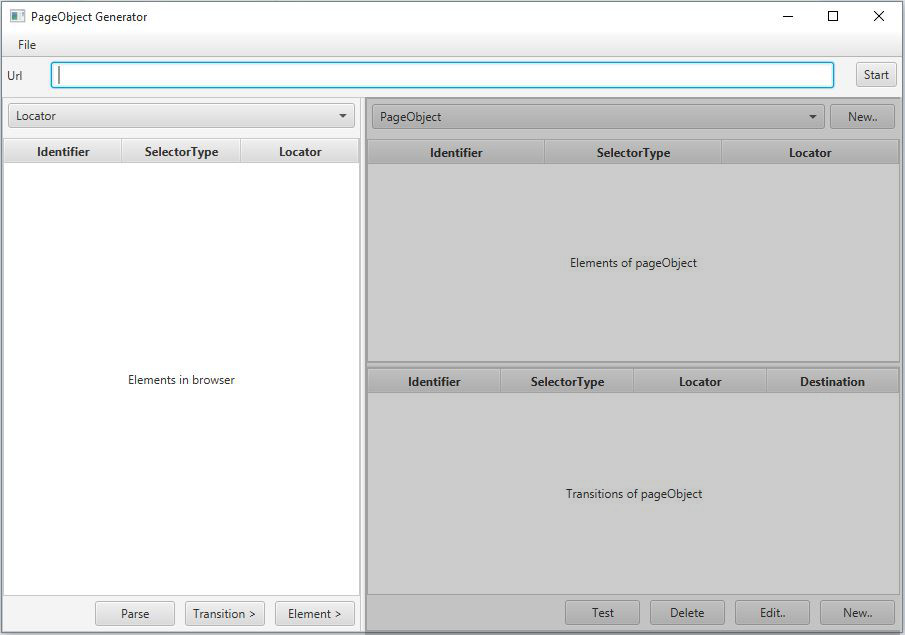 PageObject Generator
File
Url
Start
Locator
PageObject
New..
Identifier SelectorType Locator
Identifier SelectorType Locator
Elements of pageObject
Elements in browser
Identifier SelectorType Locator Destination
Transitions of pageObject
Parse Transition > Element >
Test Delete Edit.. New..